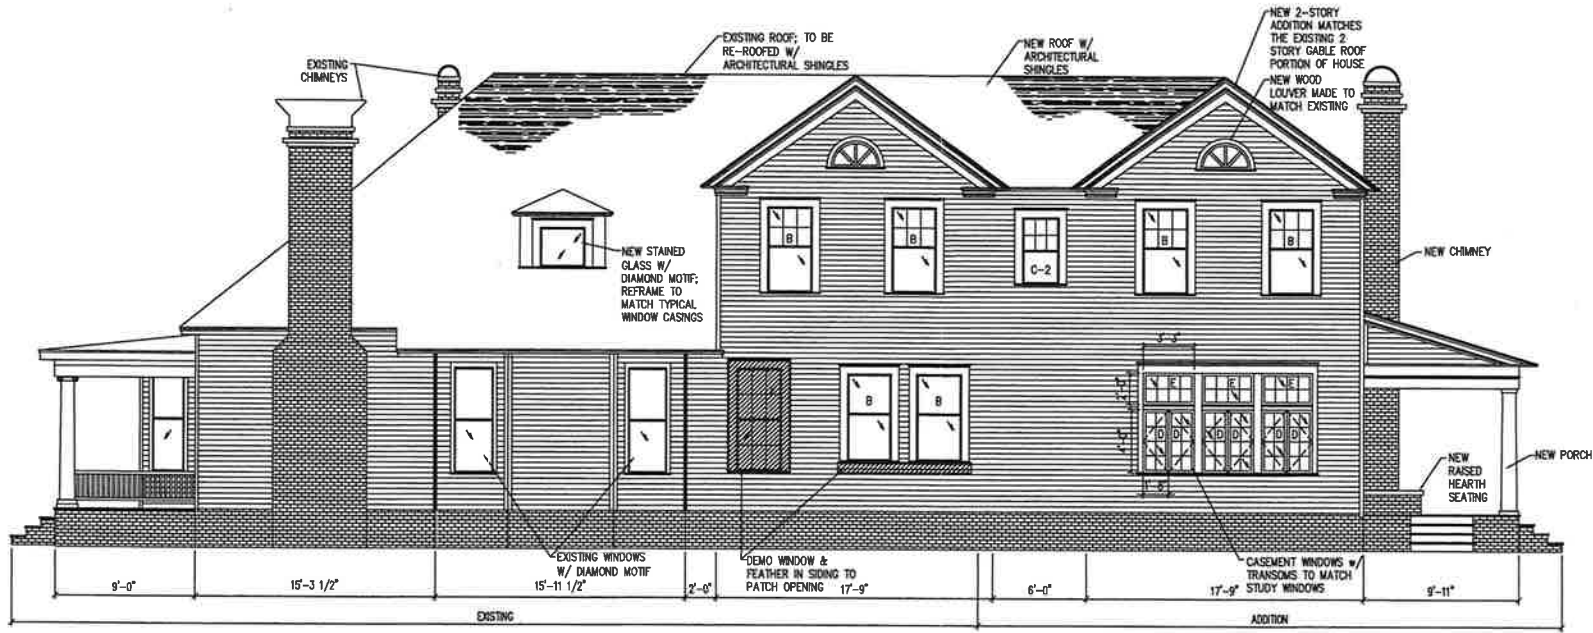 EXISTING
CHIMNEYS
EXISTING ROOF; TO BE
RE-ROOFED W/
ARCHITECTURAL SHINGLES
NEW ROOF W/
ARCHITECTURAL
SHINGLES
NEW 2-STORY
ADDITION MATCHES
THE EXISTING 2
STORY GABLE ROOF
PORTION OF HOUSE
NEW WOOD
LOUVER MADE TO
MATCH EXISTING
NEW STAINED
GLASS W/
DIAMOND MOTIF;
REFRAME TO
MATCH TYPICAL
WINDOW CASINGS
B
B
C-2
B
B
NEW CHIMNEY
B
B
E
E
E
D D
D D
D D
1'-8"
NEW
RAISED
HEARTH
SEATING
NEW PORCH
EXISTING WINDOWS
W/ DIAMOND MOTIF
DEMO WINDOW &
FEATHER IN SIDING TO
PATCH OPENING
CASEMENT WINDOWS W/
TRANSOMS TO MATCH
STUDY WINDOWS
9'-0"
15'-3 1/2"
15'-11 1/2"
2'-0"
17'-9"
6'-0"
17'-9"
9'-11"
EXISTING
ADDITION